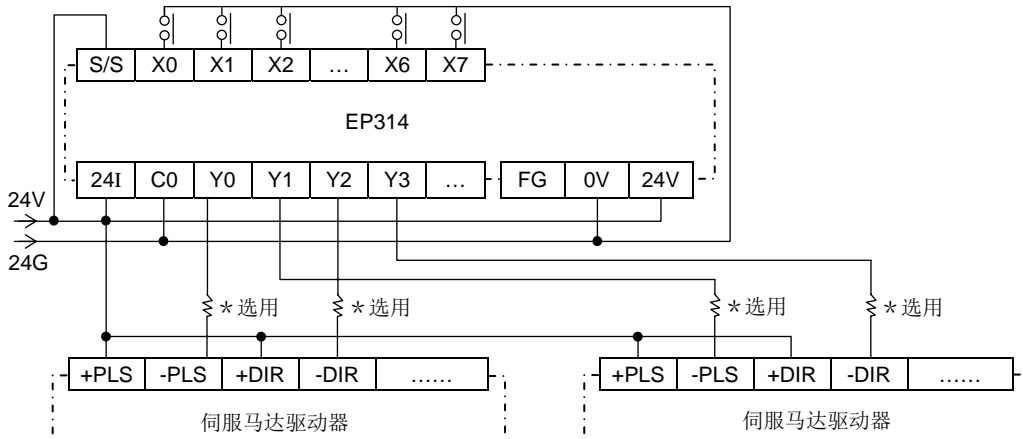 S/S X0 X1 X2 … X6 X7
EP314
24I C0 Y0 Y1 Y2 Y3 … FG 0V 24V
24V
24G
＊选用 ＊选用 ＊选用 ＊选用
+PLS -PLS +DIR -DIR …… +PLS -PLS +DIR -DIR ……
伺服马达驱动器 伺服马达驱动器